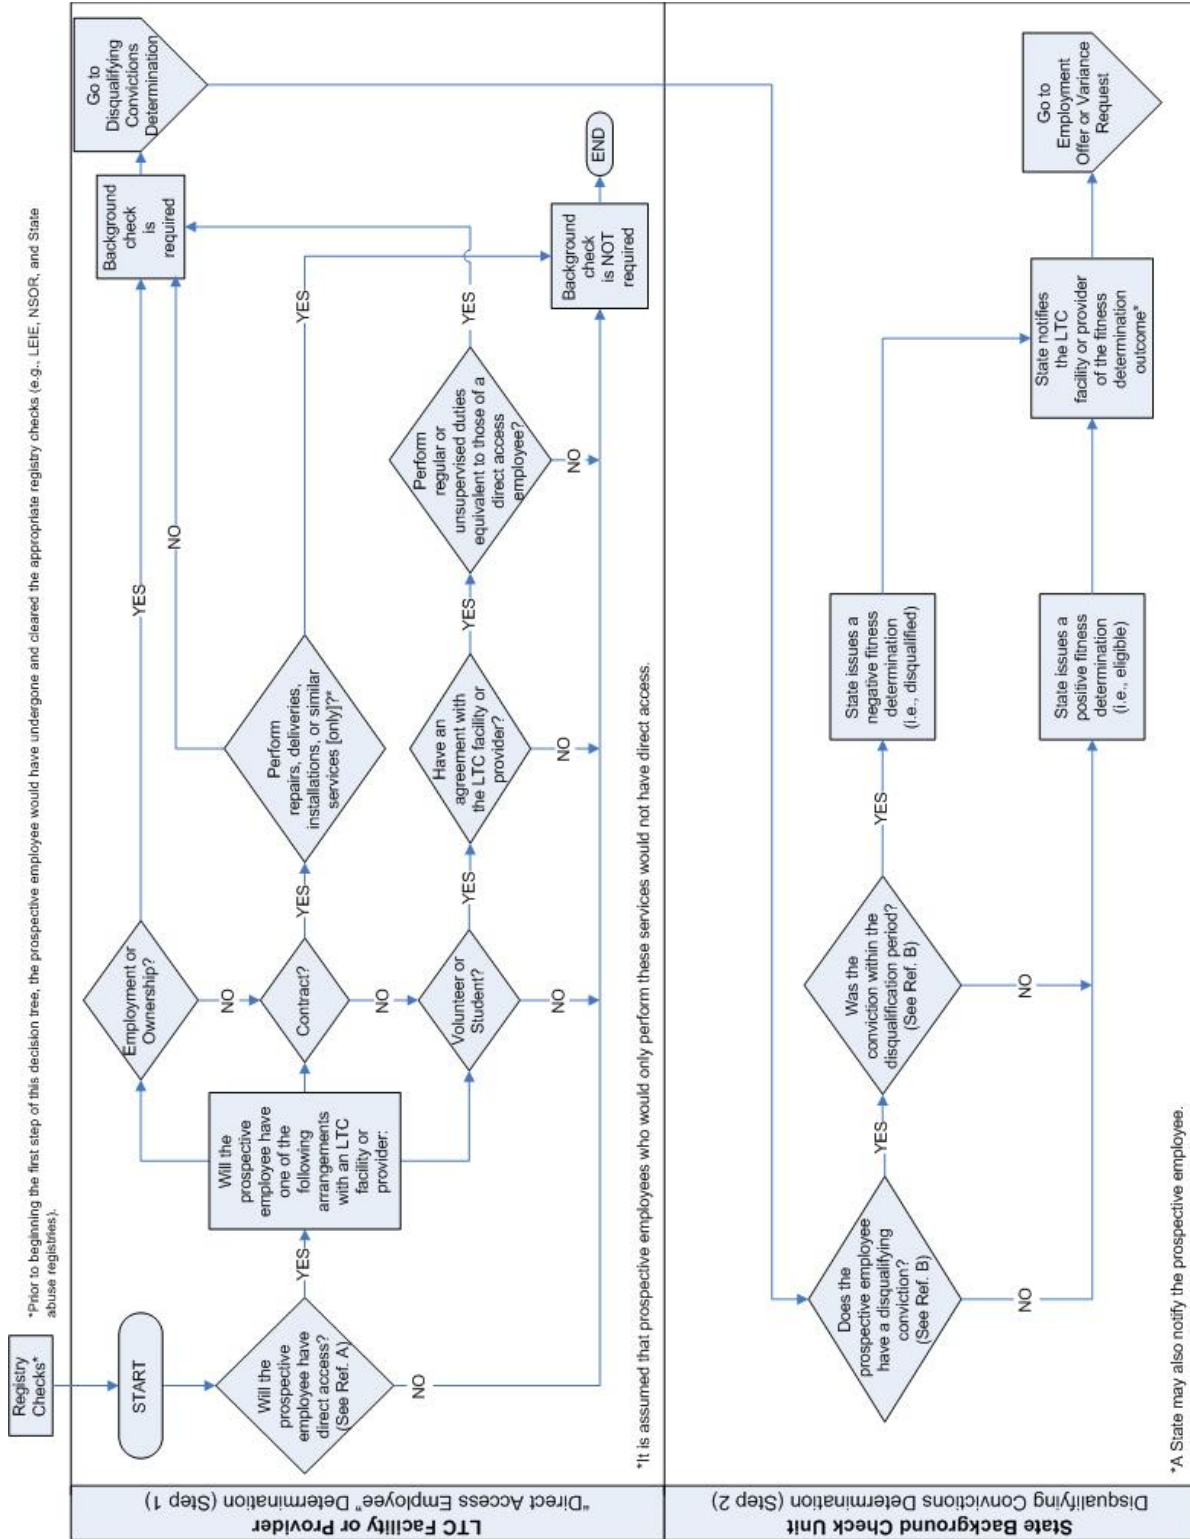 *Prior to beginning the first step of this decision tree, the prospective employee would have undergone and cleared the appropriate registry checks (e.g., LEIE, NSOR, and State
abuse registries).
Registry
Checks*
"Direct Access Employee" Determination (Step 1)
LTC Facility or Provider
START
Will the
prospective
employee have
direct access?
(See Ref. A)
YES
NO
Will the
prospective
employee have
one of the
following
arrangements
with an LTC
facility or
provider:
Employment or
Ownership?
YES
NO
Contract?
YES
NO
Volunteer or
Student?
YES
NO
Perform
repairs, deliveries,
installations, or similar
services [only]?*
NO
YES
Have an
agreement with
the LTC facility or
provider?
YES
NO
Perform
regular or
unsupervised duties
equivalent to those of a
direct access
employee?
YES
NO
Background
check
is
required
Go to
Disqualifying
Convictions
Determination
Background
check
is NOT
required
END
*It is assumed that prospective employees who would only perform these services would not have direct access.
Disqualifying Convictions Determination (Step 2)
State Background Check Unit
Does the
prospective employee
have a disqualifying
conviction?
(See Ref. B)
YES
NO
Was the
conviction within the
disqualification period?
(See Ref. B)
YES
NO
State issues a
negative fitness
determination
(i.e., disqualified)
State issues a
positive fitness
determination
(i.e., eligible)
State notifies
the LTC
facility or provider
of the fitness
determination
outcome*
Go to
Employment
Offer or Variance
Request
*A State may also notify the prospective employee.